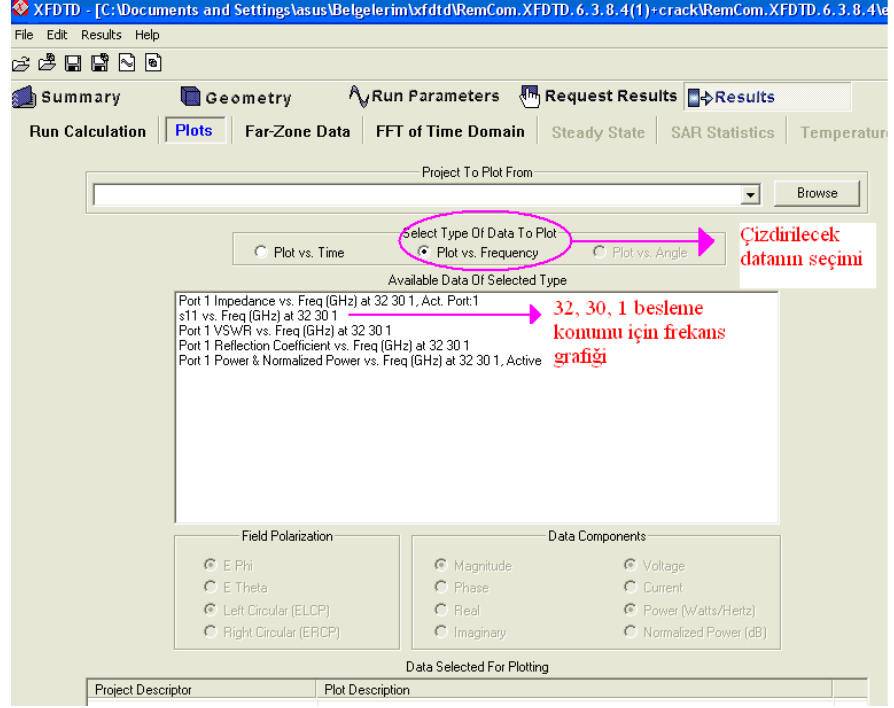 XFDTD - [C:\Documents and Settings\asus\Belgelerim\xfdtd\RemCom.XFDTD.6.3.8.4(1)+crack\RemCom.XFDTD.6.3.8.4\e
File Edit Results Help
Summary Geometry Run Parameters Request Results Results
Run Calculation Plots Far-Zone Data FFT of Time Domain Steady State SAR Statistics Temperatur
Project To Plot From
Browse
Select Type Of Data To Plot
Plot vs. Time Plot vs. Frequency Plot vs. Angle
Çizdirilecek
datanın seçimi
Available Data Of Selected Type
Port 1 Impedance vs. Freq (GHz) at 32 30 1, Act. Port:1
s11 vs. Freq (GHz) at 32 30 1
Port 1 VSWR vs. Freq (GHz) at 32 30 1
Port 1 Reflection Coefficient vs. Freq (GHz) at 32 30 1
Port 1 Power & Normalized Power vs. Freq (GHz) at 32 30 1, Active
32, 30, 1 besleme
konumu için frekans
grafiği
Field Polarization
E Phi
E Theta
Left Circular (ELCP)
Right Circular (ERCP)
Data Components
Magnitude Voltage
Phase Current
Real Power (Watts/Hertz)
Imaginary Normalized Power (dB)
Data Selected For Plotting
Project Descriptor Plot Description